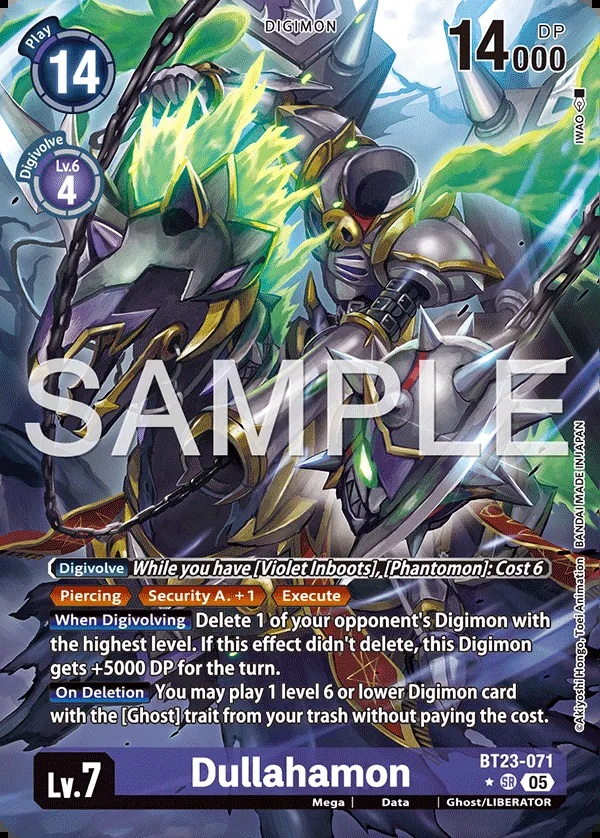 Play
14
DIGIMON
DP
14000
IWAO
Digivolve
Lv.6
4
SAMPLE
©Akiyoshi Hongo, Toei Animation BANDAI MADE IN JAPAN
Digivolve While you have [Violet Inboots], [Phantomon]: Cost 6
Piercing Security A. +1 Execute
When Digivolving Delete 1 of your opponent's Digimon with
the highest level. If this effect didn't delete, this Digimon
gets +5000 DP for the turn.
On Deletion You may play 1 level 6 or lower Digimon card
with the [Ghost] trait from your trash without paying the cost.
BT23-071
Lv.7
Dullahamon
SR 05
Mega | Data | Ghost/LIBERATOR